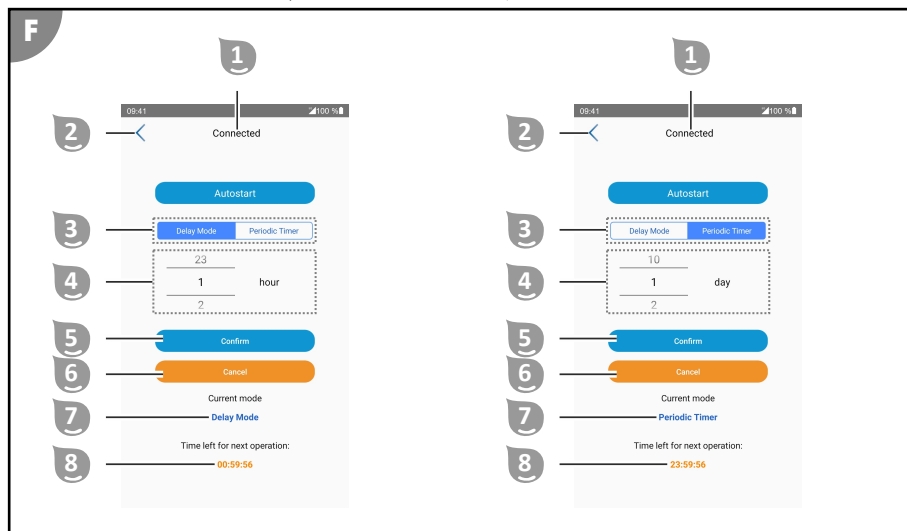 F
1
09:41 100 %
2
Connected
Autostart
3
Delay Mode Periodic Timer
23
4
1 hour
2
5
Confirm
6
Cancel
Current mode
7
Delay Mode
Time left for next operation:
8
00:59:56
1
09:41 100 %
2
Connected
Autostart
3
Delay Mode Periodic Timer
10
4
1 day
2
5
Confirm
6
Cancel
Current mode
7
Periodic Timer
Time left for next operation:
8
23:59:56